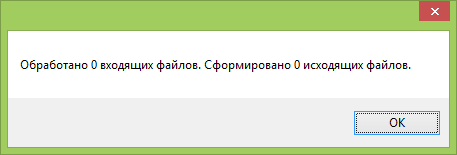 Обработано 0 входящих файлов. Сформировано 0 исходящих файлов.
OK